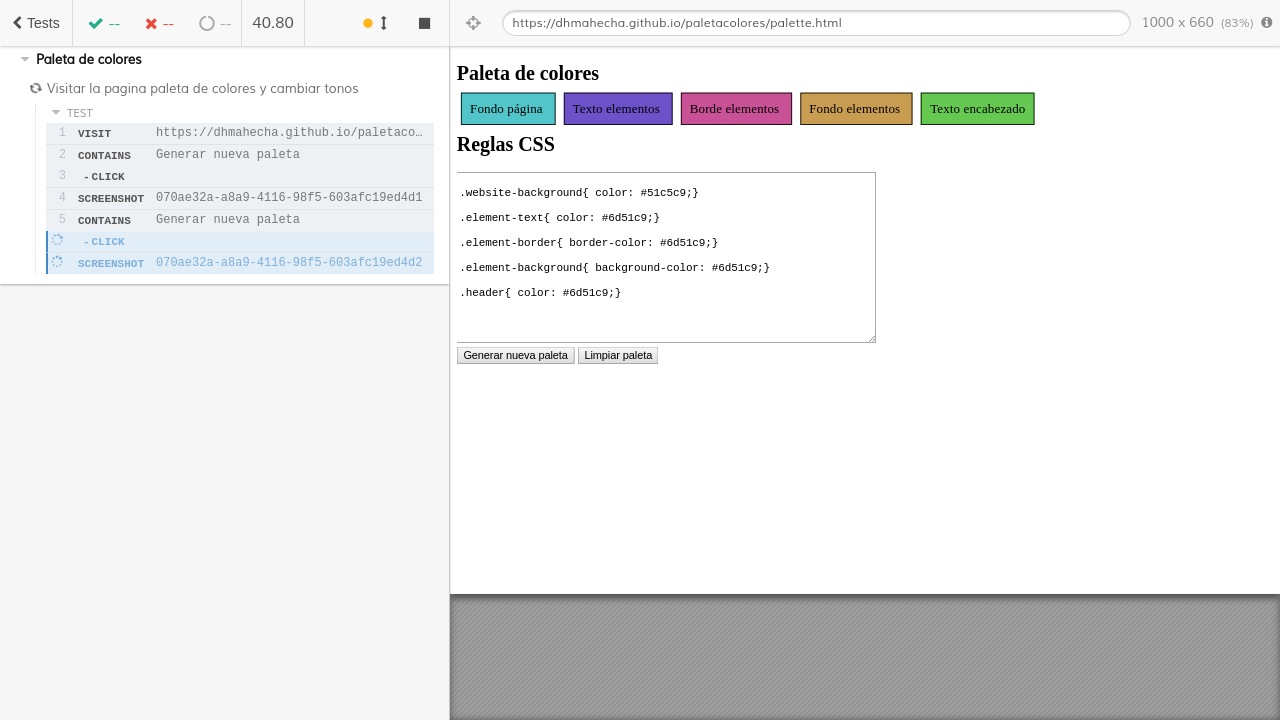 Tests -- -- -- 40.80
https://dhmahecha.github.io/paletacolores/palette.html 1000 x 660 (83%)
Paleta de colores
Visitar la pagina paleta de colores y cambiar tonos
TEST
1 VISIT https://dhmahecha.github.io/paletaco…
2 CONTAINS Generar nueva paleta
3 - CLICK
4 SCREENSHOT 070ae32a-a8a9-4116-98f5-603afc19ed4d1
5 CONTAINS Generar nueva paleta
- CLICK
SCREENSHOT 070ae32a-a8a9-4116-98f5-603afc19ed4d2
Paleta de colores
Fondo página Texto elementos Borde elementos Fondo elementos Texto encabezado
Reglas CSS
.website-background{ color: #51c5c9;}
.element-text{ color: #6d51c9;}
.element-border{ border-color: #6d51c9;}
.element-background{ background-color: #6d51c9;}
.header{ color: #6d51c9;}
Generar nueva paleta Limpiar paleta